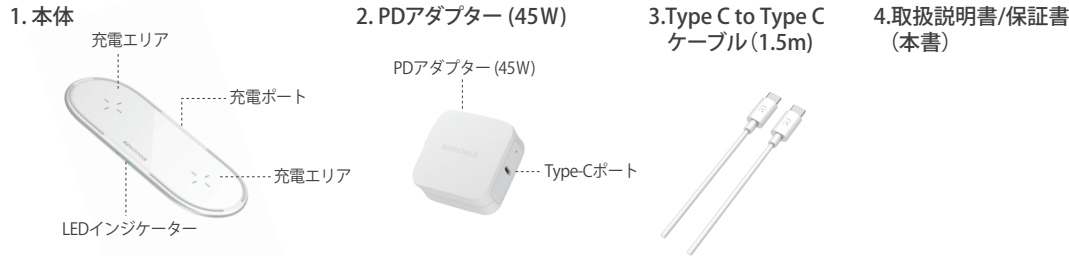 1. 本体
充電エリア
充電ポート
充電エリア
LEDインジケーター
2. PDアダプター (45W)
PDアダプター (45W)
Type-Cポート
3.Type C to Type C
ケーブル（1.5m）
4.取扱説明書/保証書
（本書）